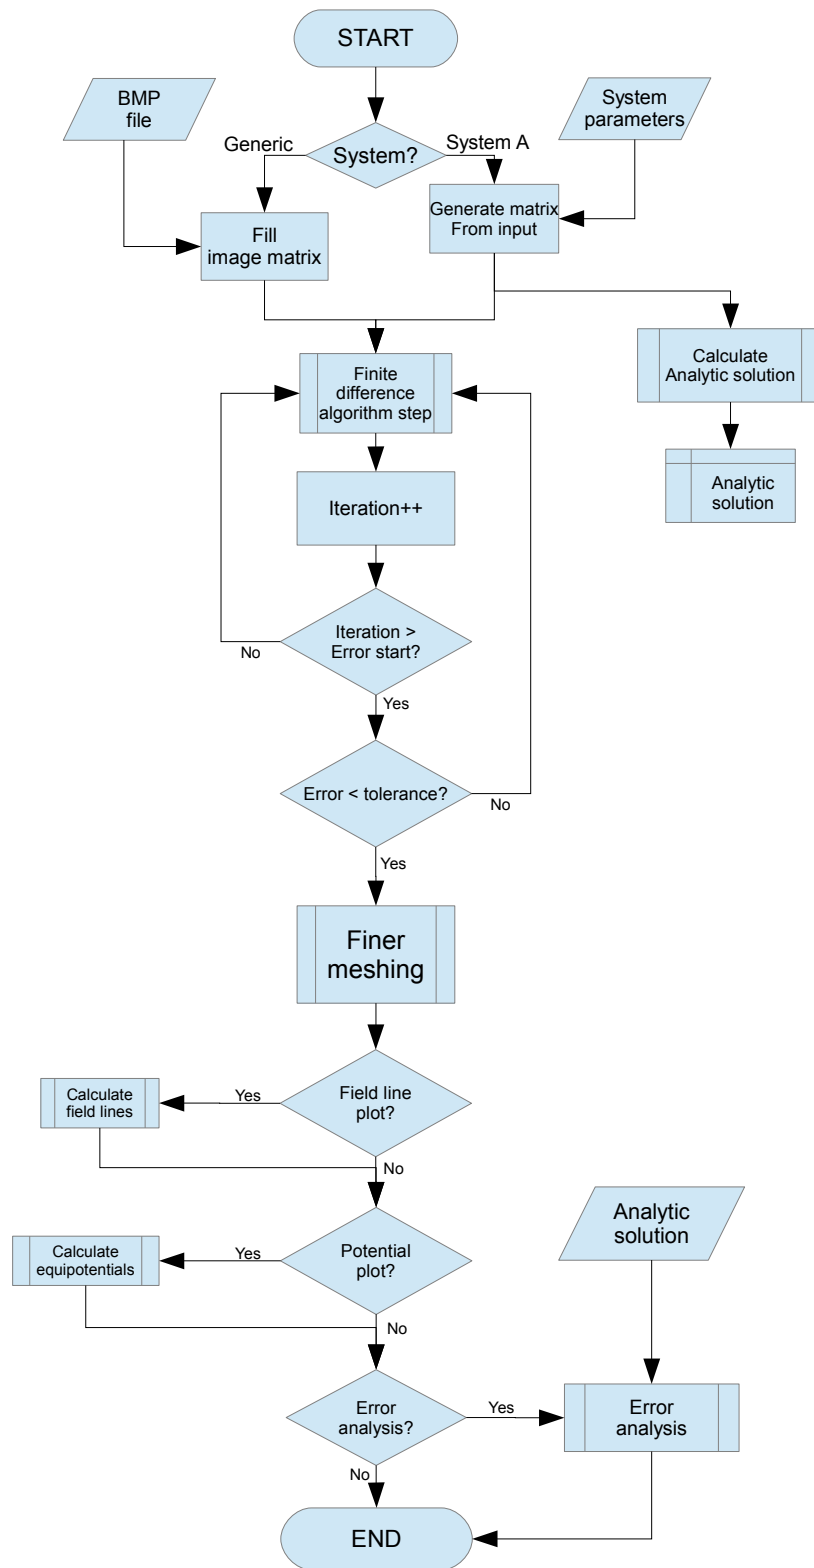 START
BMP
file
System
parameters
Generic
System A
System?
Generate matrix
From input
Fill
image matrix
Finite
difference
algorithm step
Calculate
Analytic solution
Analytic
solution
Iteration++
Iteration >
Error start?
No
Yes
Error < tolerance?
No
Yes
Finer
meshing
Field line
plot?
Yes
Calculate
field lines
No
Analytic
solution
Potential
plot?
Yes
Calculate
equipotentials
No
Error
analysis?
Yes
Error
analysis
No
END